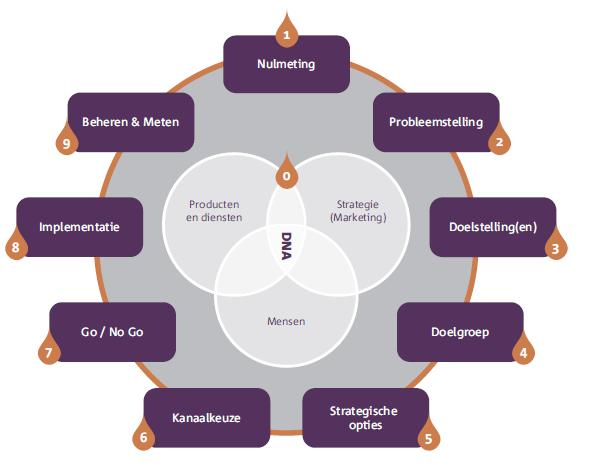 1
Nulmeting
Beheren & Meten
9
Probleemstelling
2
0
Producten
en diensten
Strategie
(Marketing)
DNA
Mensen
Implementatie
8
Doelstelling(en)
3
Go / No Go
7
Doelgroep
4
Kanaalkeuze
6
Strategische
opties
5